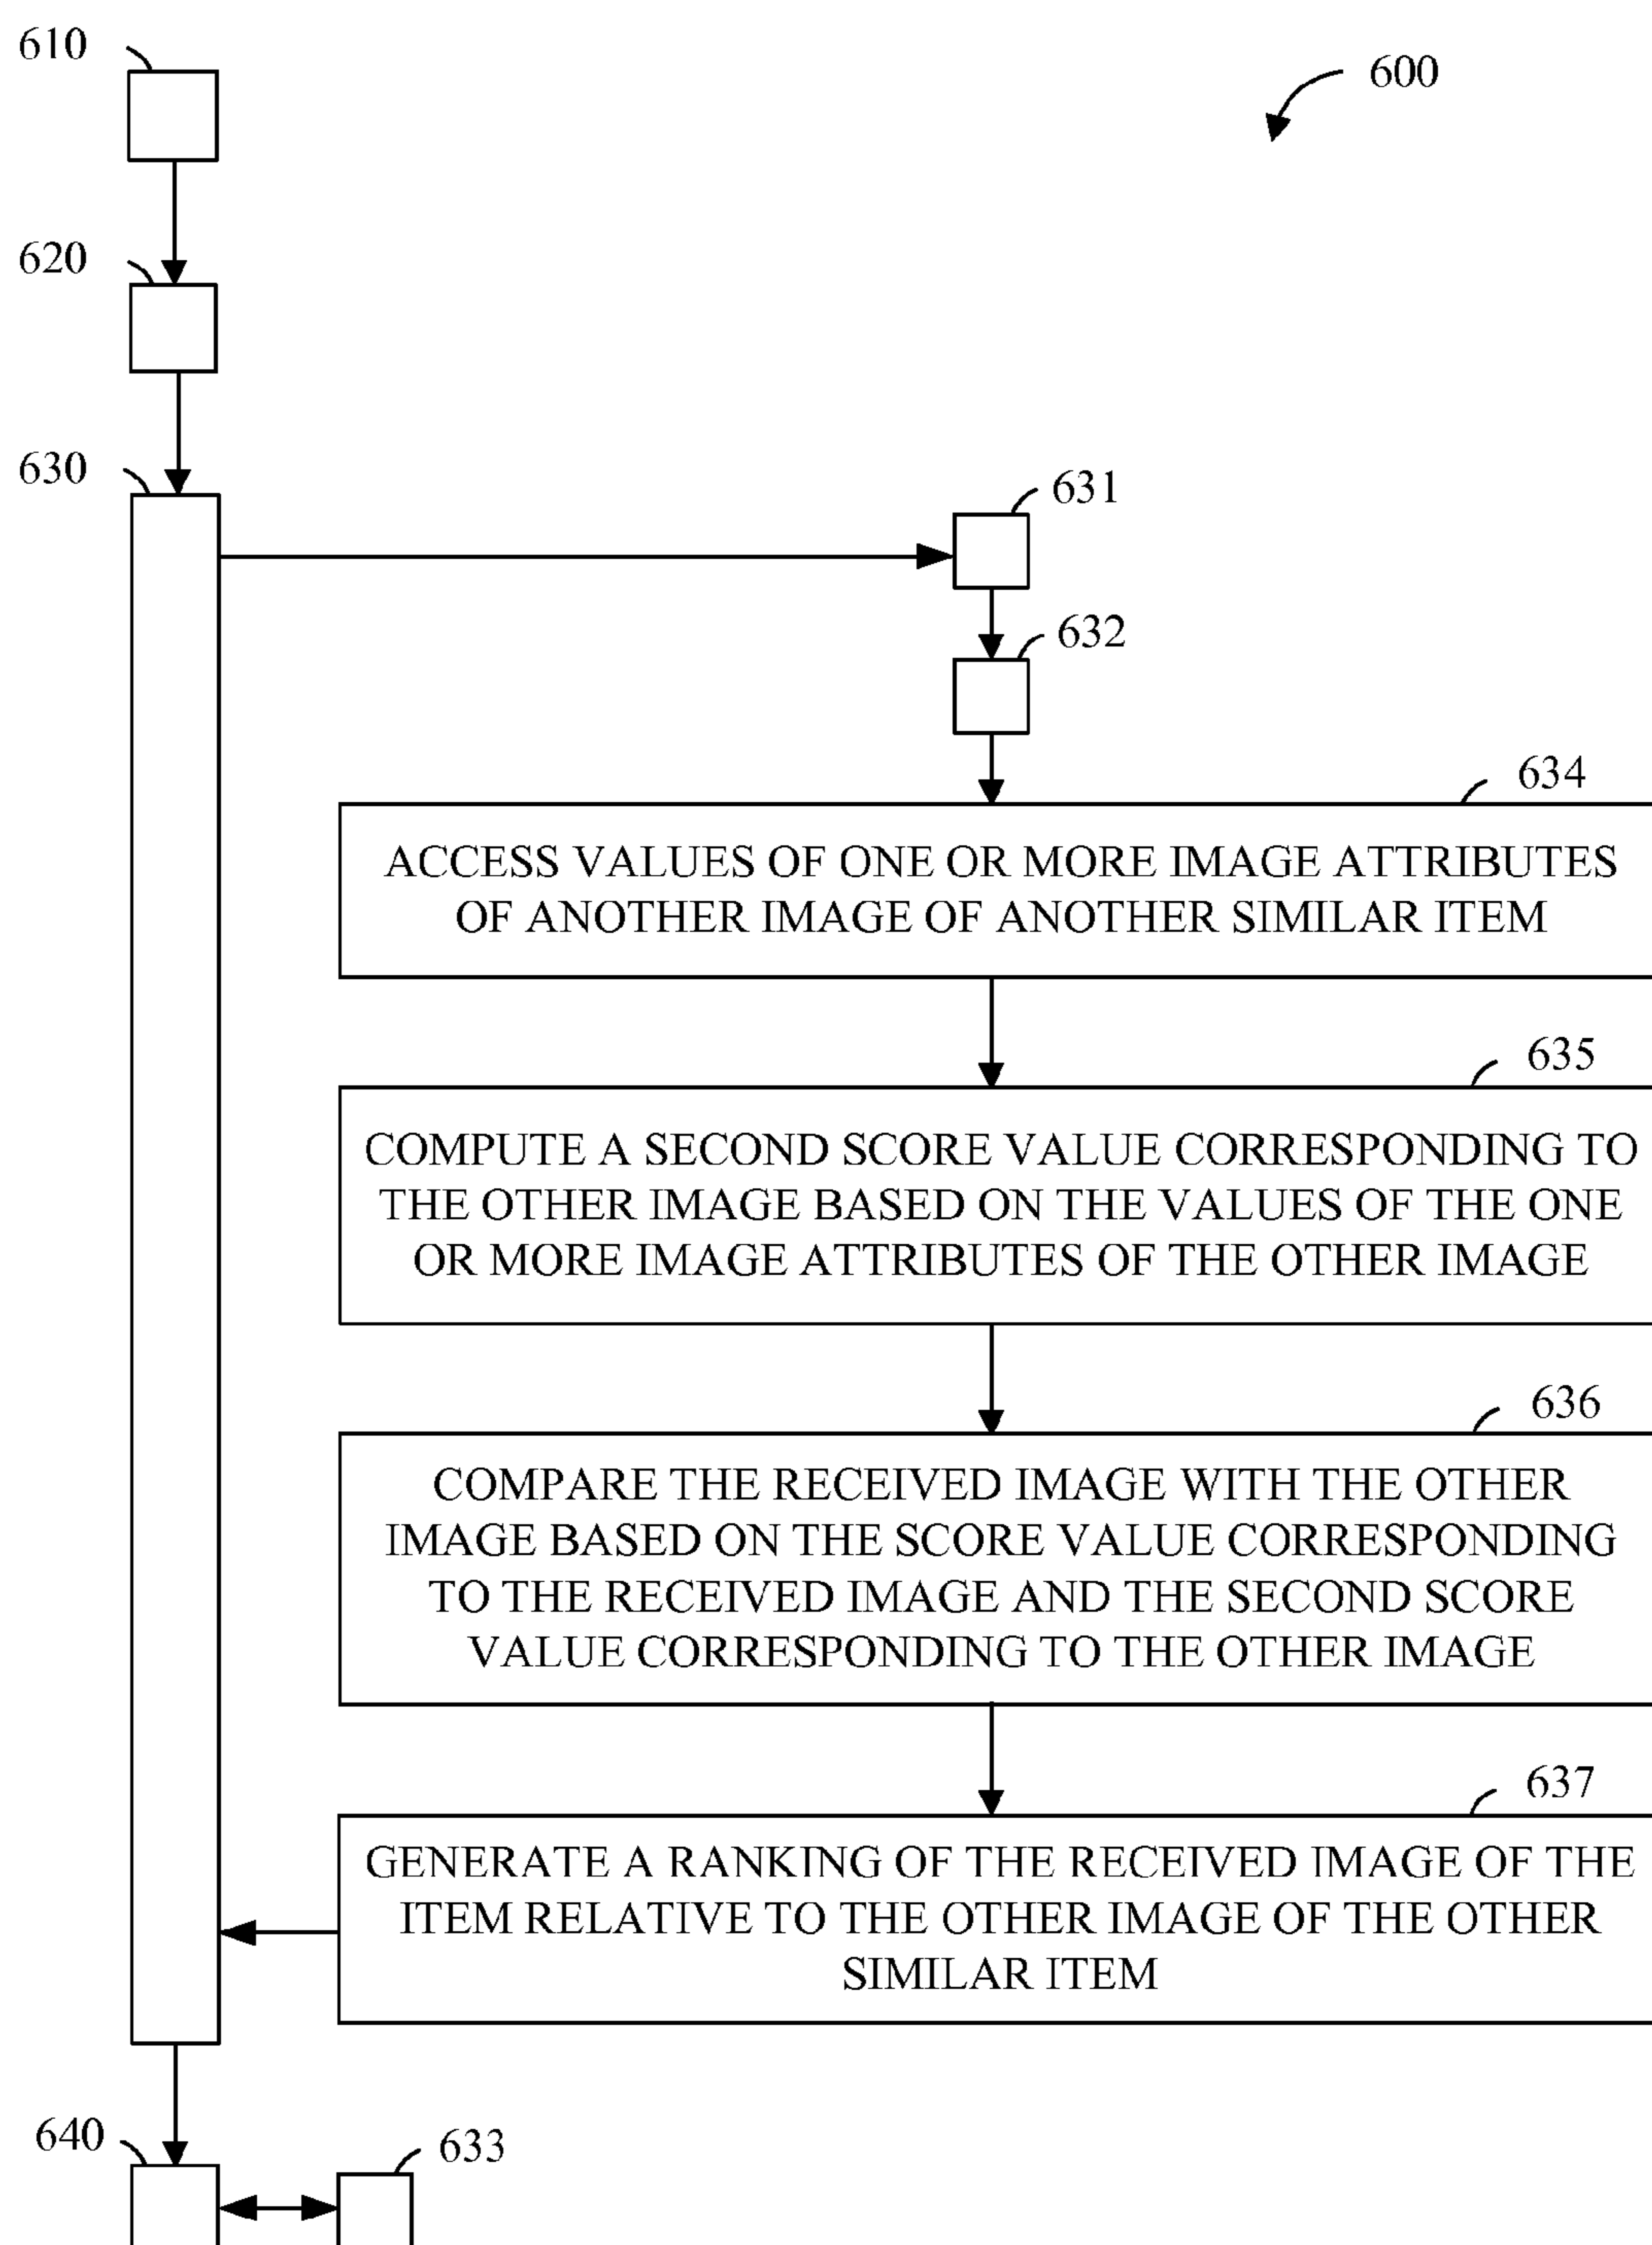 610
600
620
630
631
632
634
ACCESS VALUES OF ONE OR MORE IMAGE ATTRIBUTES
OF ANOTHER IMAGE OF ANOTHER SIMILAR ITEM
635
COMPUTE A SECOND SCORE VALUE CORRESPONDING TO
THE OTHER IMAGE BASED ON THE VALUES OF THE ONE
OR MORE IMAGE ATTRIBUTES OF THE OTHER IMAGE
636
COMPARE THE RECEIVED IMAGE WITH THE OTHER
IMAGE BASED ON THE SCORE VALUE CORRESPONDING
TO THE RECEIVED IMAGE AND THE SECOND SCORE
VALUE CORRESPONDING TO THE OTHER IMAGE
637
GENERATE A RANKING OF THE RECEIVED IMAGE OF THE
ITEM RELATIVE TO THE OTHER IMAGE OF THE OTHER
SIMILAR ITEM
640
633